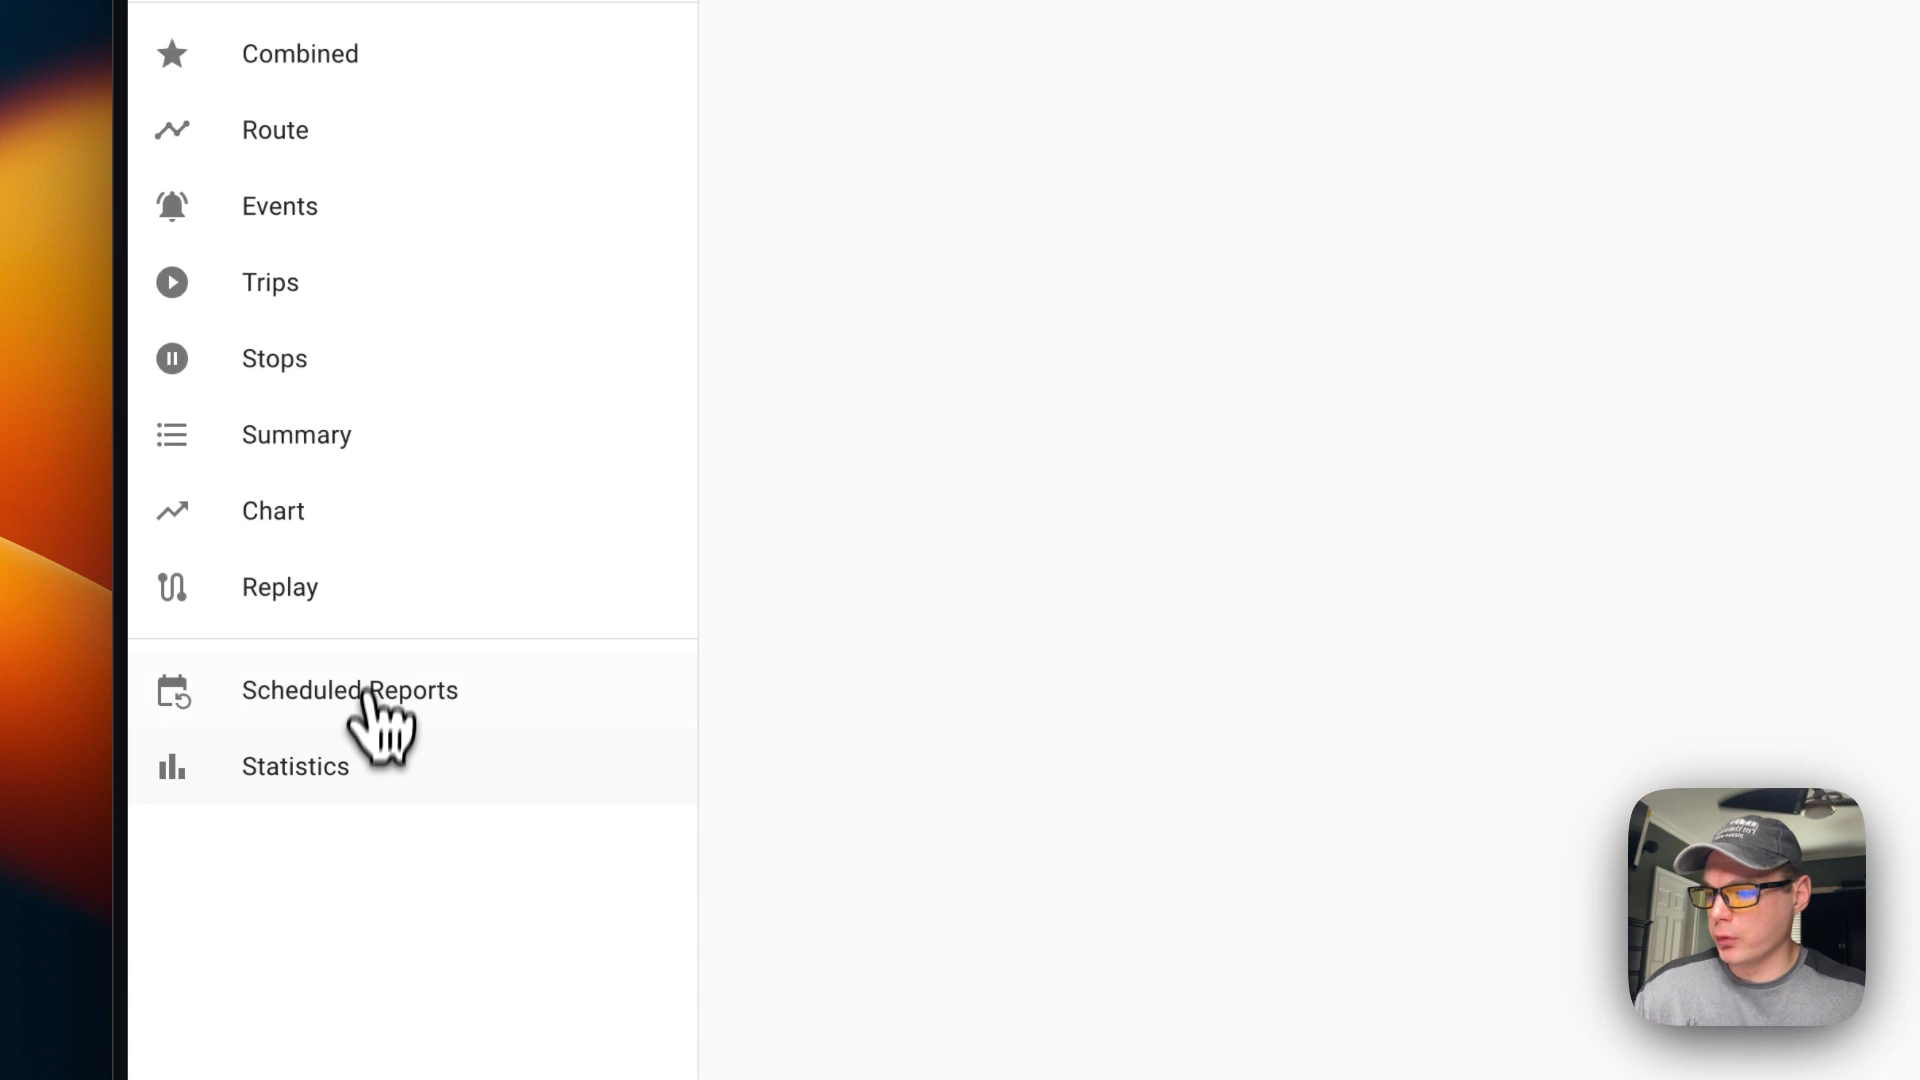 Combined
Route
Events
Trips
Stops
Summary
Chart
Replay
Scheduled Reports
Statistics